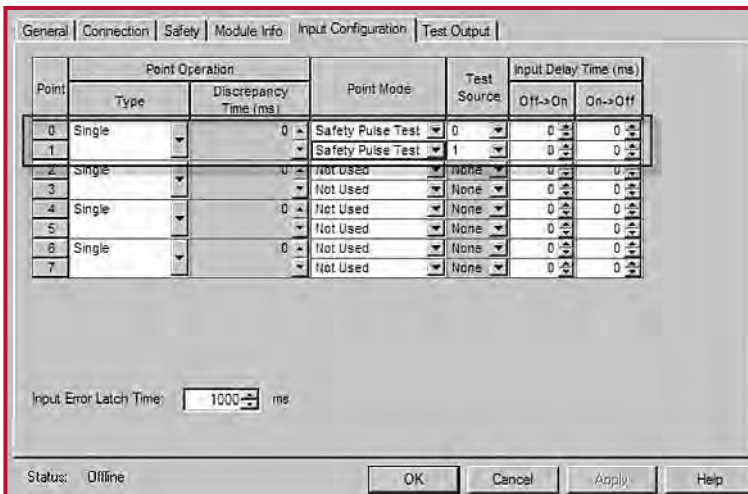 General Connection Safety Module Info Input Configuration Test Output
Point Point Operation Point Mode Test Source Input Delay Time (ms)
Type Discrepancy Time (ms) Off->On On->Off
0 Single 0 Safety Pulse Test 0 0 0
1 Safety Pulse Test 1 0 0
2 Single 0 Not Used None 0 0
3 Not Used None 0 0
4 Single 0 Not Used None 0 0
5 Not Used None 0 0
6 Single 0 Not Used None 0 0
7 Not Used None 0 0
Input Error Latch Time: 1000 ms
Status: Offline OK Cancel Apply Help